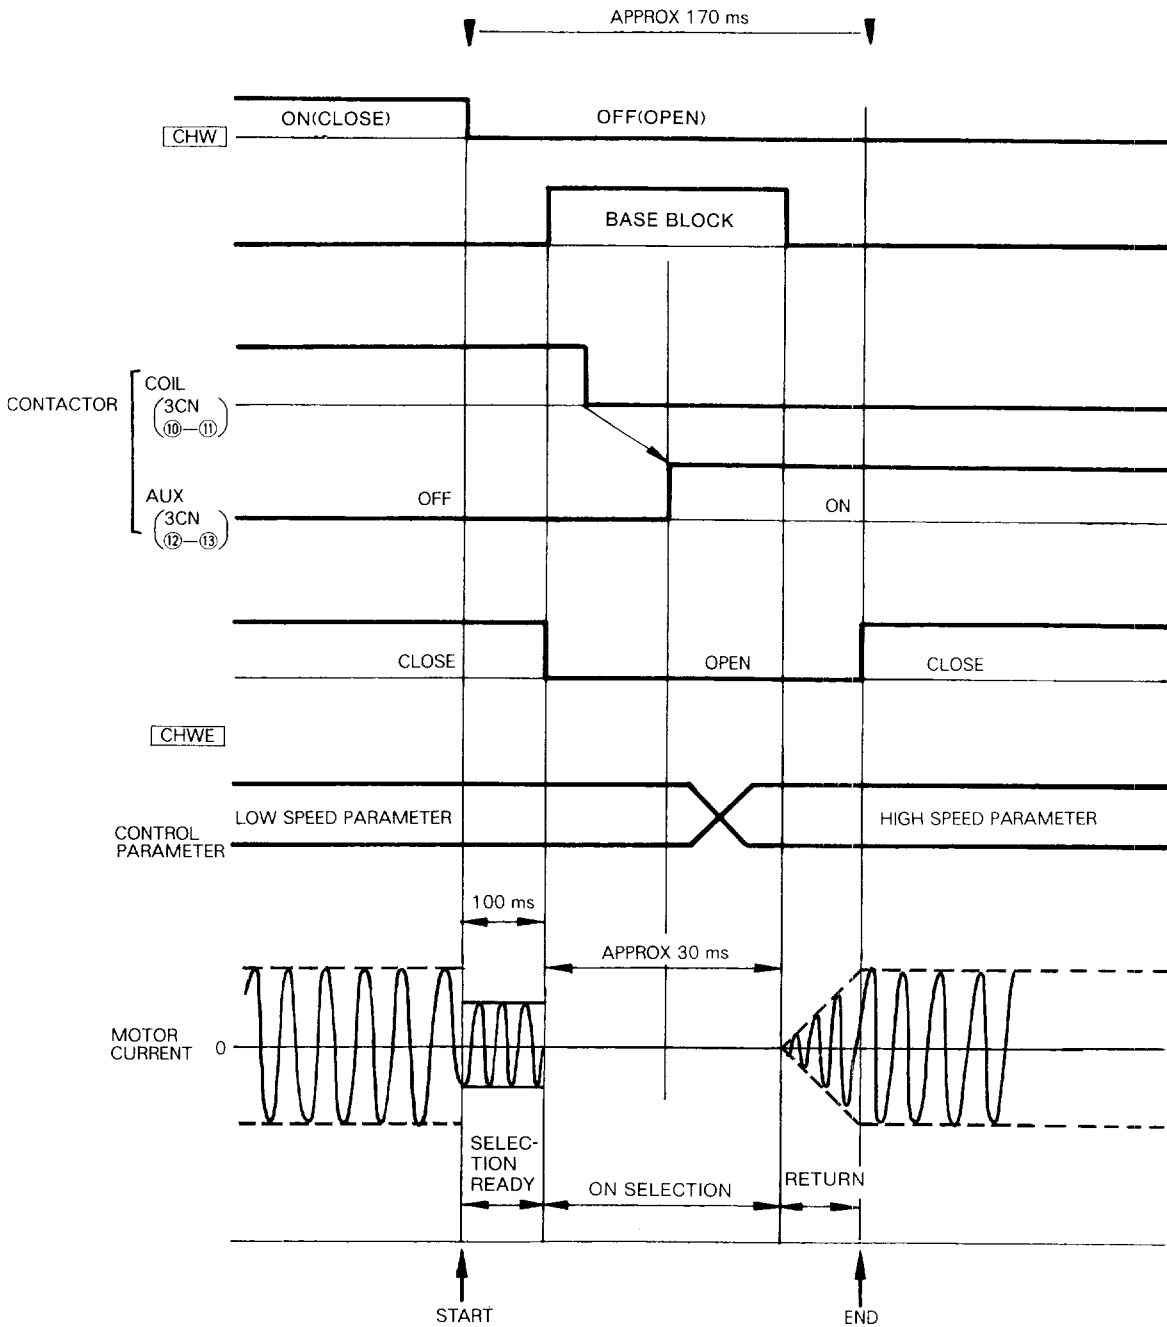 APPROX 170 ms
ON(CLOSE)
OFF(OPEN)
CHW
BASE BLOCK
CONTACTOR
COIL
(3CN
⑩—⑪)
AUX
(3CN
⑫—⑬)
OFF
ON
CLOSE
OPEN
CLOSE
CHWE
LOW SPEED PARAMETER
HIGH SPEED PARAMETER
CONTROL
PARAMETER
100 ms
APPROX 30 ms
MOTOR
CURRENT
0
SELEC-
TION
READY
ON SELECTION
RETURN
START
END